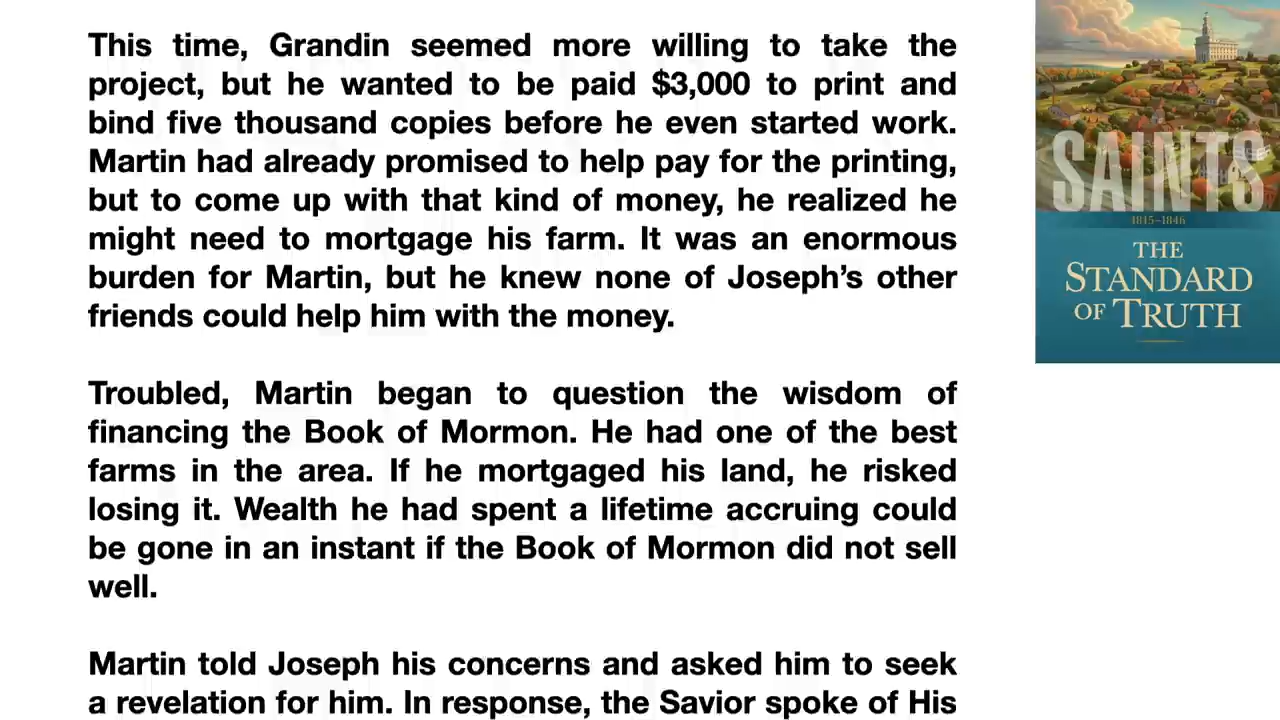 This time, Grandin seemed more willing to take the
project, but he wanted to be paid $3,000 to print and
bind five thousand copies before he even started work.
Martin had already promised to help pay for the printing,
but to come up with that kind of money, he realized he
might need to mortgage his farm. It was an enormous
burden for Martin, but he knew none of Joseph’s other
friends could help him with the money.
Troubled, Martin began to question the wisdom of
financing the Book of Mormon. He had one of the best
farms in the area. If he mortgaged his land, he risked
losing it. Wealth he had spent a lifetime accruing could
be gone in an instant if the Book of Mormon did not sell
well.
Martin told Joseph his concerns and asked him to seek
a revelation for him. In response, the Savior spoke of His
SAINTS
1815–1846
THE
STANDARD
OF TRUTH